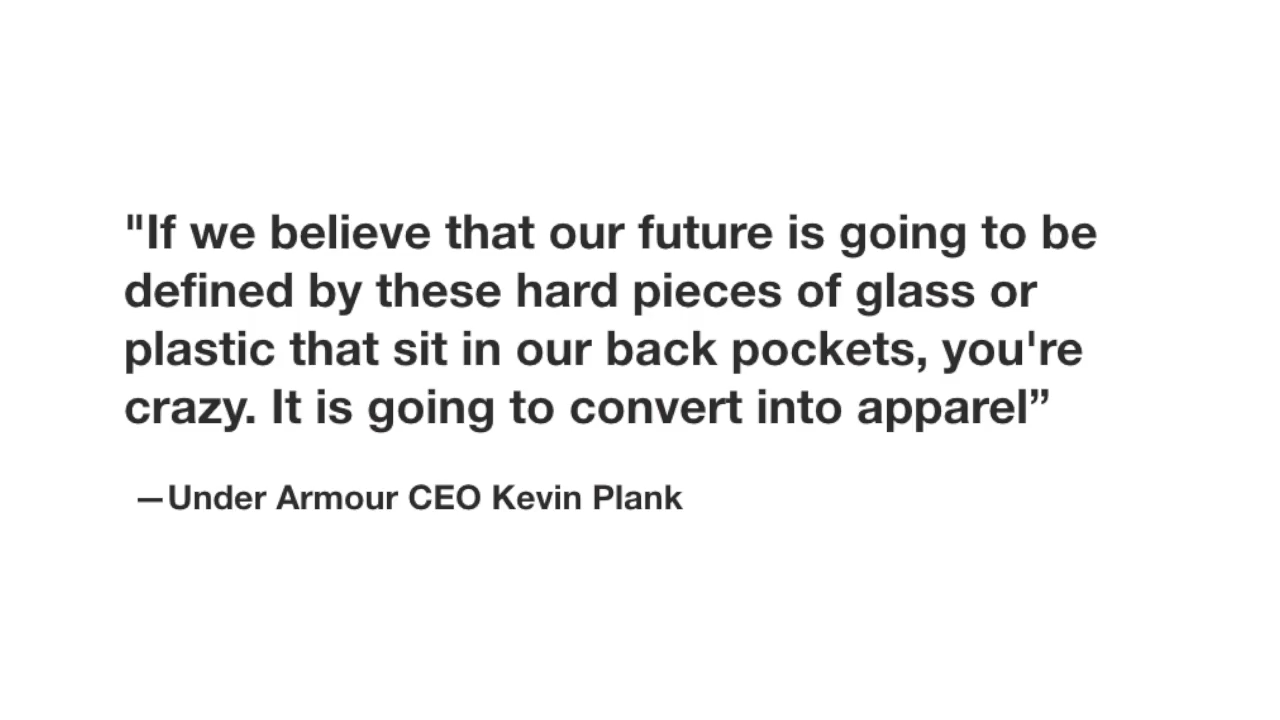 "If we believe that our future is going to be
defined by these hard pieces of glass or
plastic that sit in our back pockets, you're
crazy. It is going to convert into apparel”
—Under Armour CEO Kevin Plank